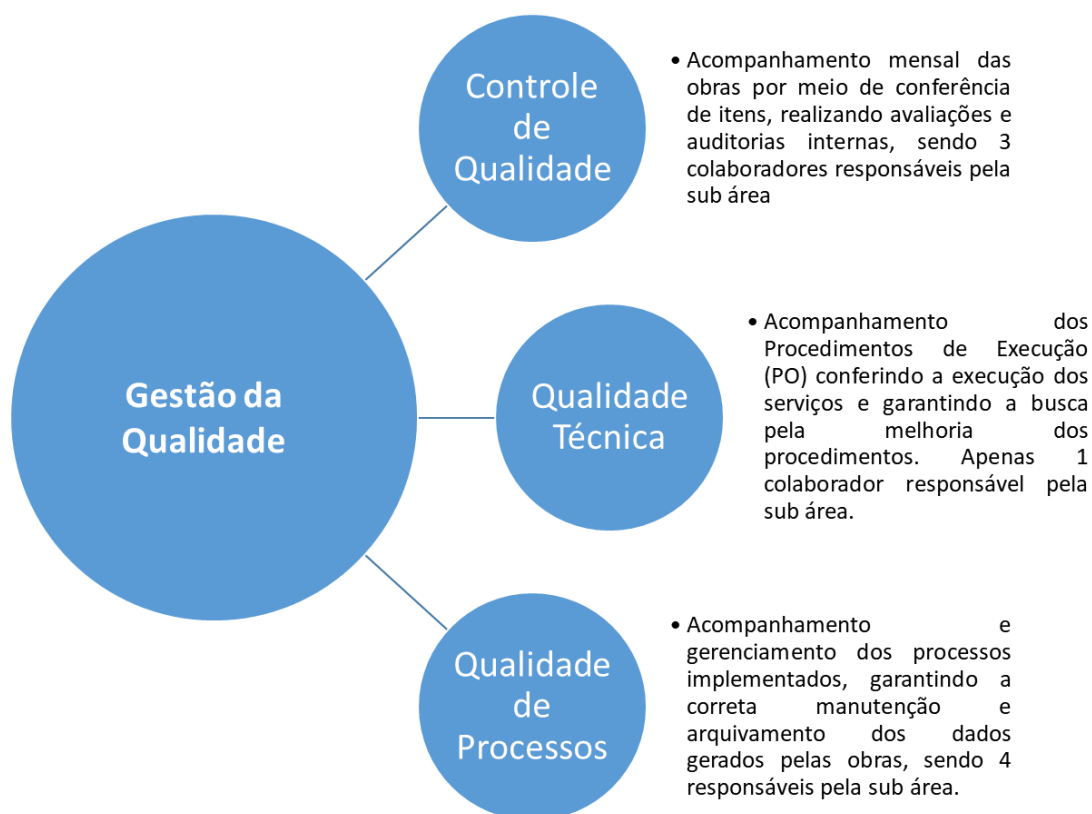 Gestão da
Qualidade
Controle
de
Qualidade
• Acompanhamento mensal das
obras por meio de conferência
de itens, realizando avaliações e
auditorias internas, sendo 3
colaboradores responsáveis pela
sub área
Qualidade
Técnica
• Acompanhamento dos
Procedimentos de Execução
(PO) conferindo a execução dos
serviços e garantindo a busca
pela melhoria dos
procedimentos. Apenas 1
colaborador responsável pela
sub área.
Qualidade
de
Processos
• Acompanhamento e
gerenciamento dos processos
implementados, garantindo a
correta manutenção e
arquivamento dos dados
gerados pelas obras, sendo 4
responsáveis pela sub área.